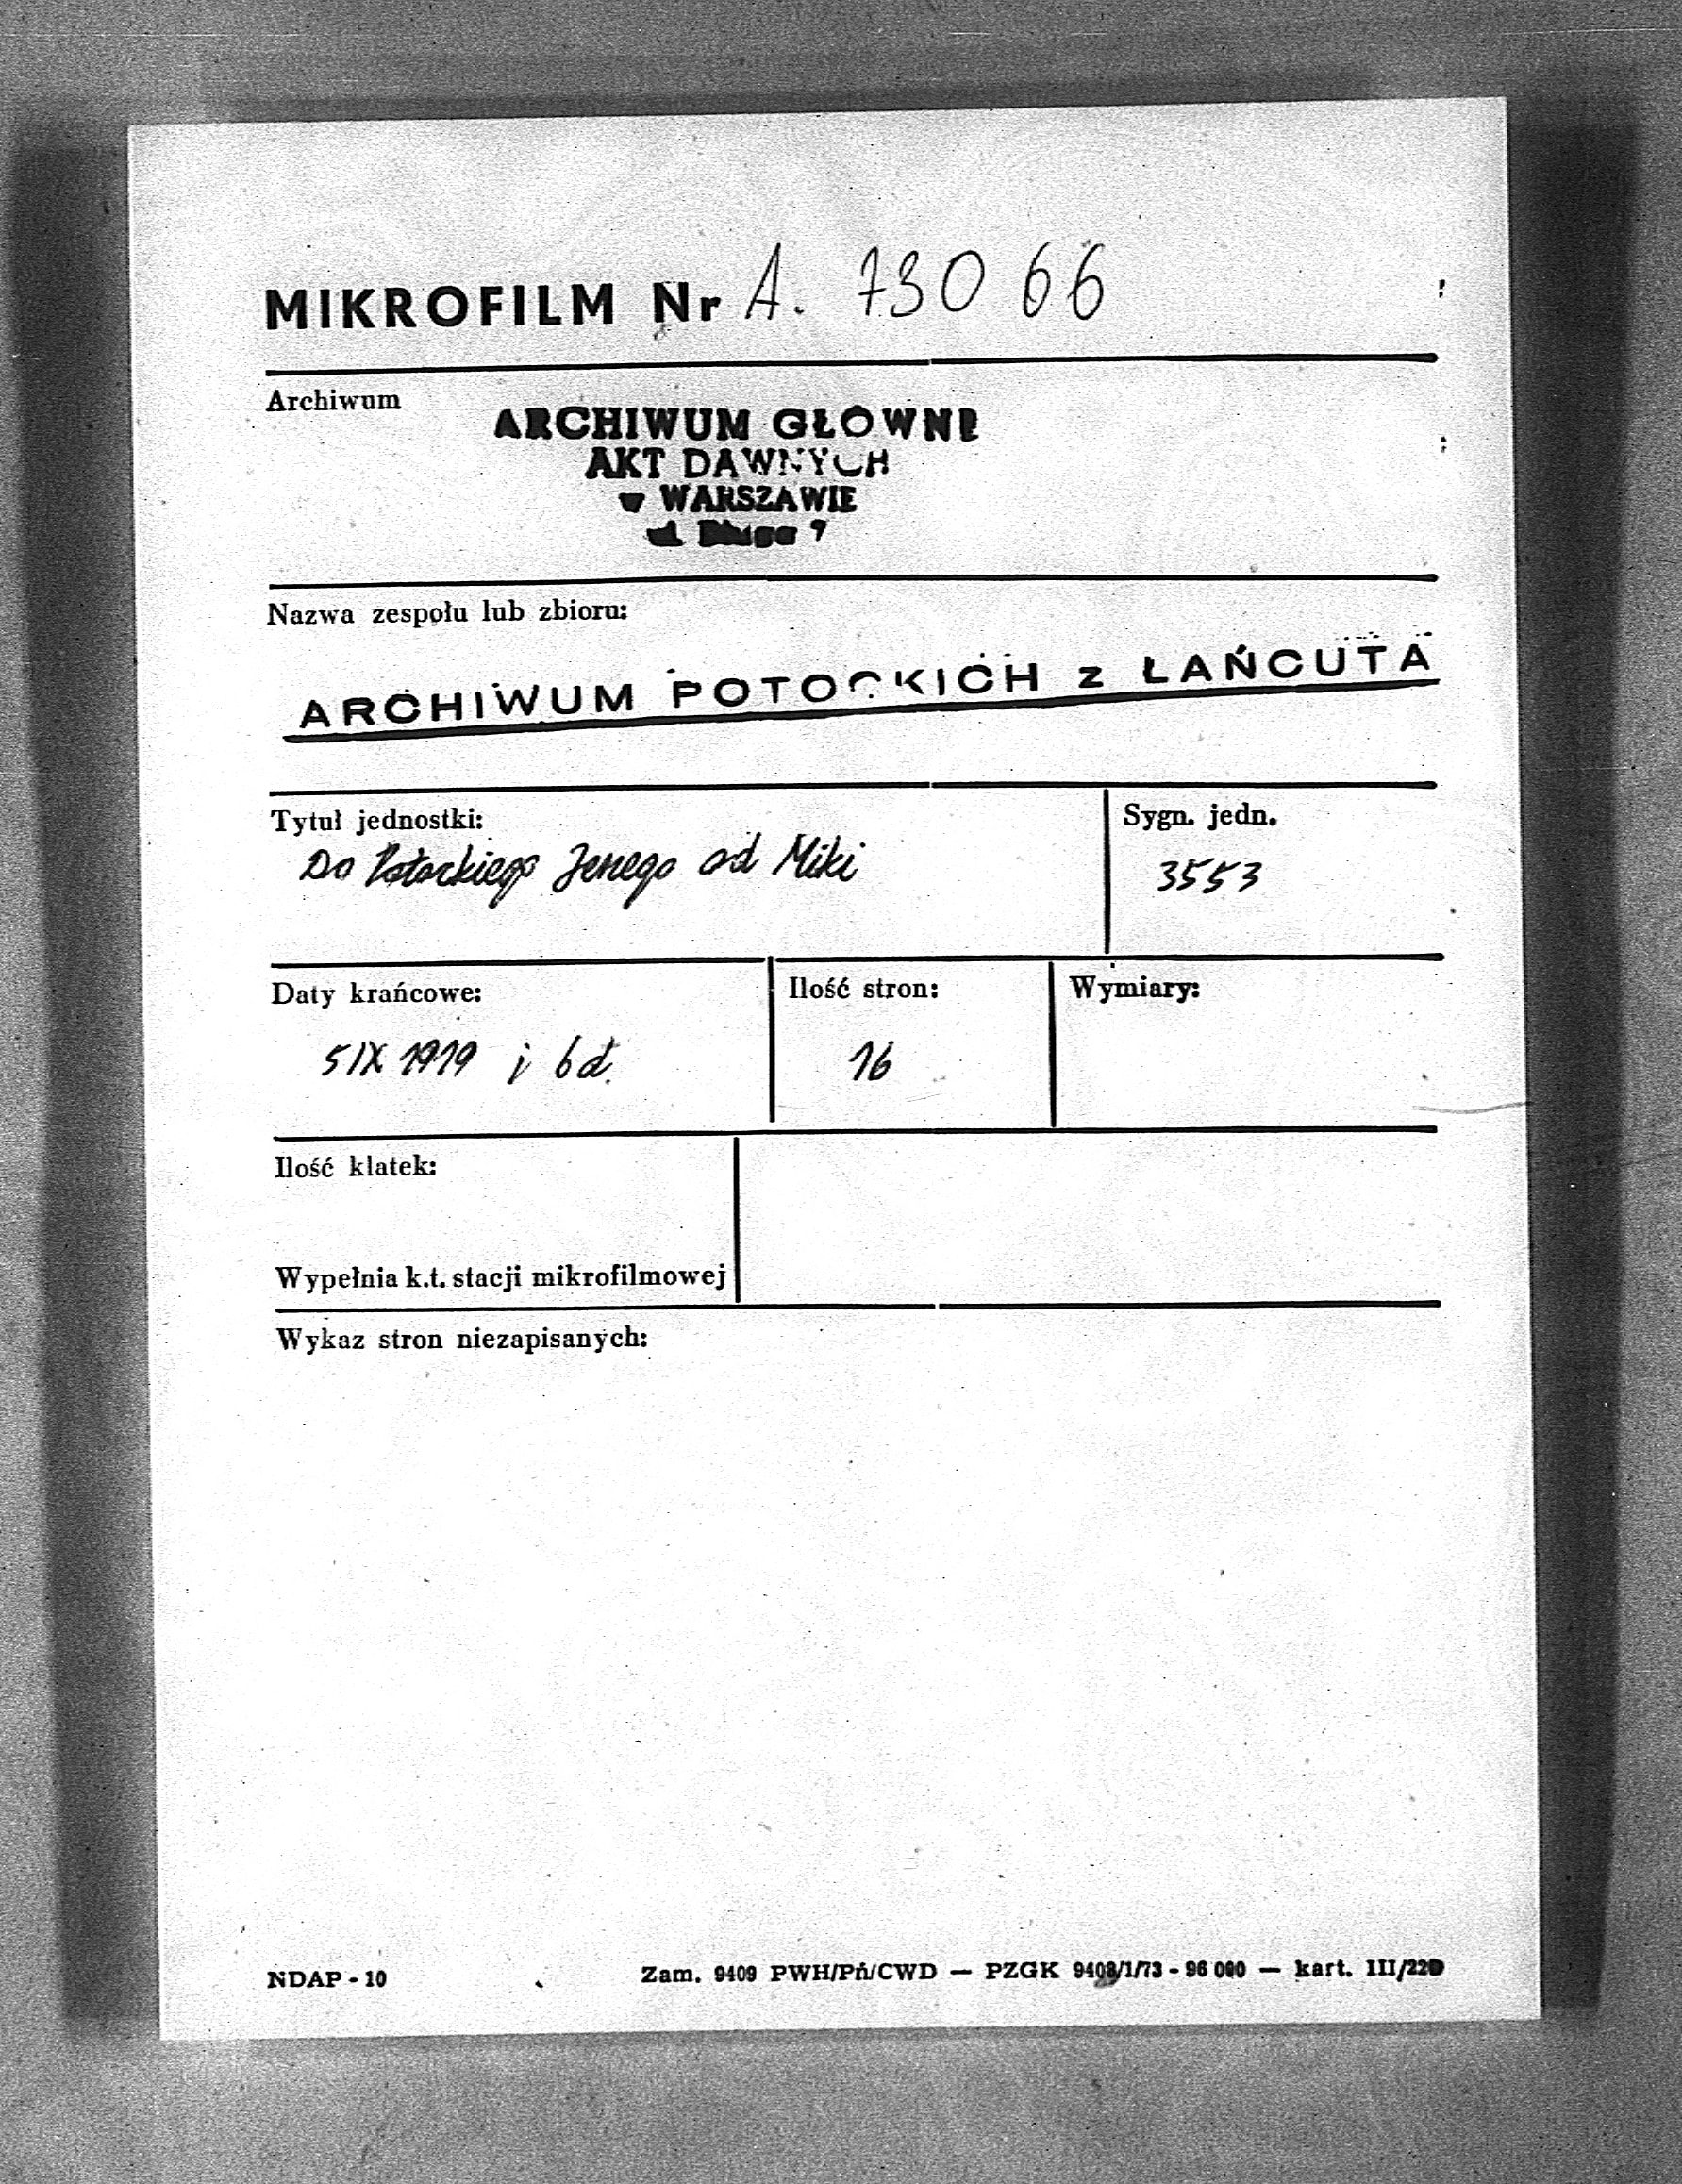 MIKROFILM Nr A. 73066
Archiwum
ARCHIWUM GŁÓWNE
AKT DAWNYCH
w WARSZAWIE
ul. Długa 7
Nazwa zespołu lub zbioru:
ARCHIWUM POTOCKICH z ŁAŃCUTA
Tytuł jednostki:
Do Potockiego Jerzego od Miki
Sygn. jedn.
3553
Daty krańcowe:
5 IX 1919 i bd.
Ilość stron:
16
Wymiary:
Ilość klatek:
Wypełnia k.t. stacji mikrofilmowej
Wykaz stron niezapisanych:
NDAP - 10
Zam. 9409 PWH/Pń/CWD — PZGK 9408/1/73 - 96 000 — kart. III/220